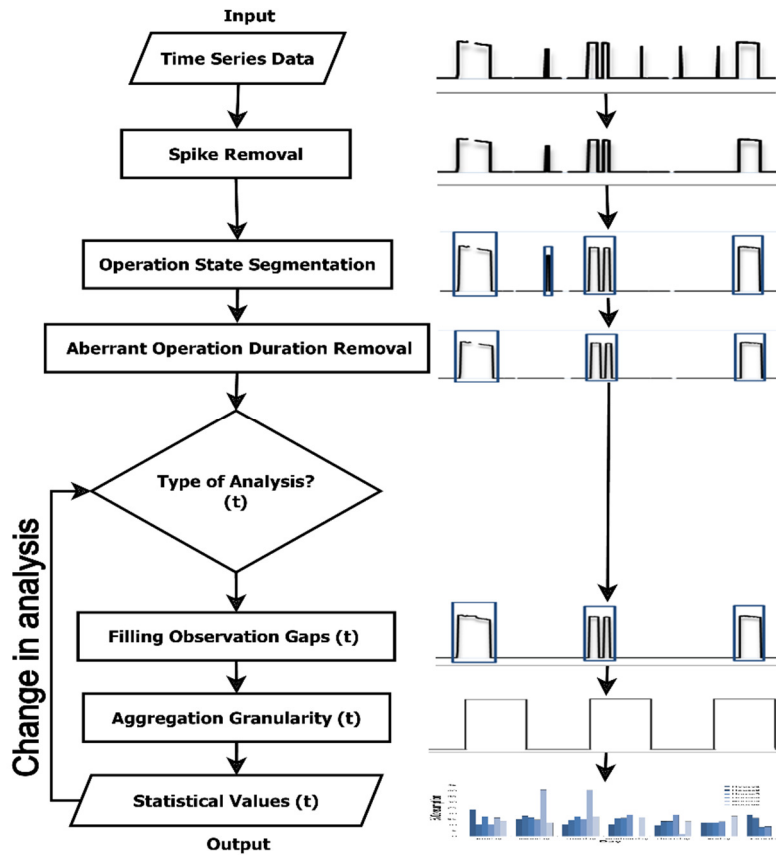 Input
Time Series Data
Spike Removal
Operation State Segmentation
Aberrant Operation Duration Removal
Type of Analysis?
(t)
Change in analysis
Filling Observation Gaps (t)
Aggregation Granularity (t)
Statistical Values (t)
Output